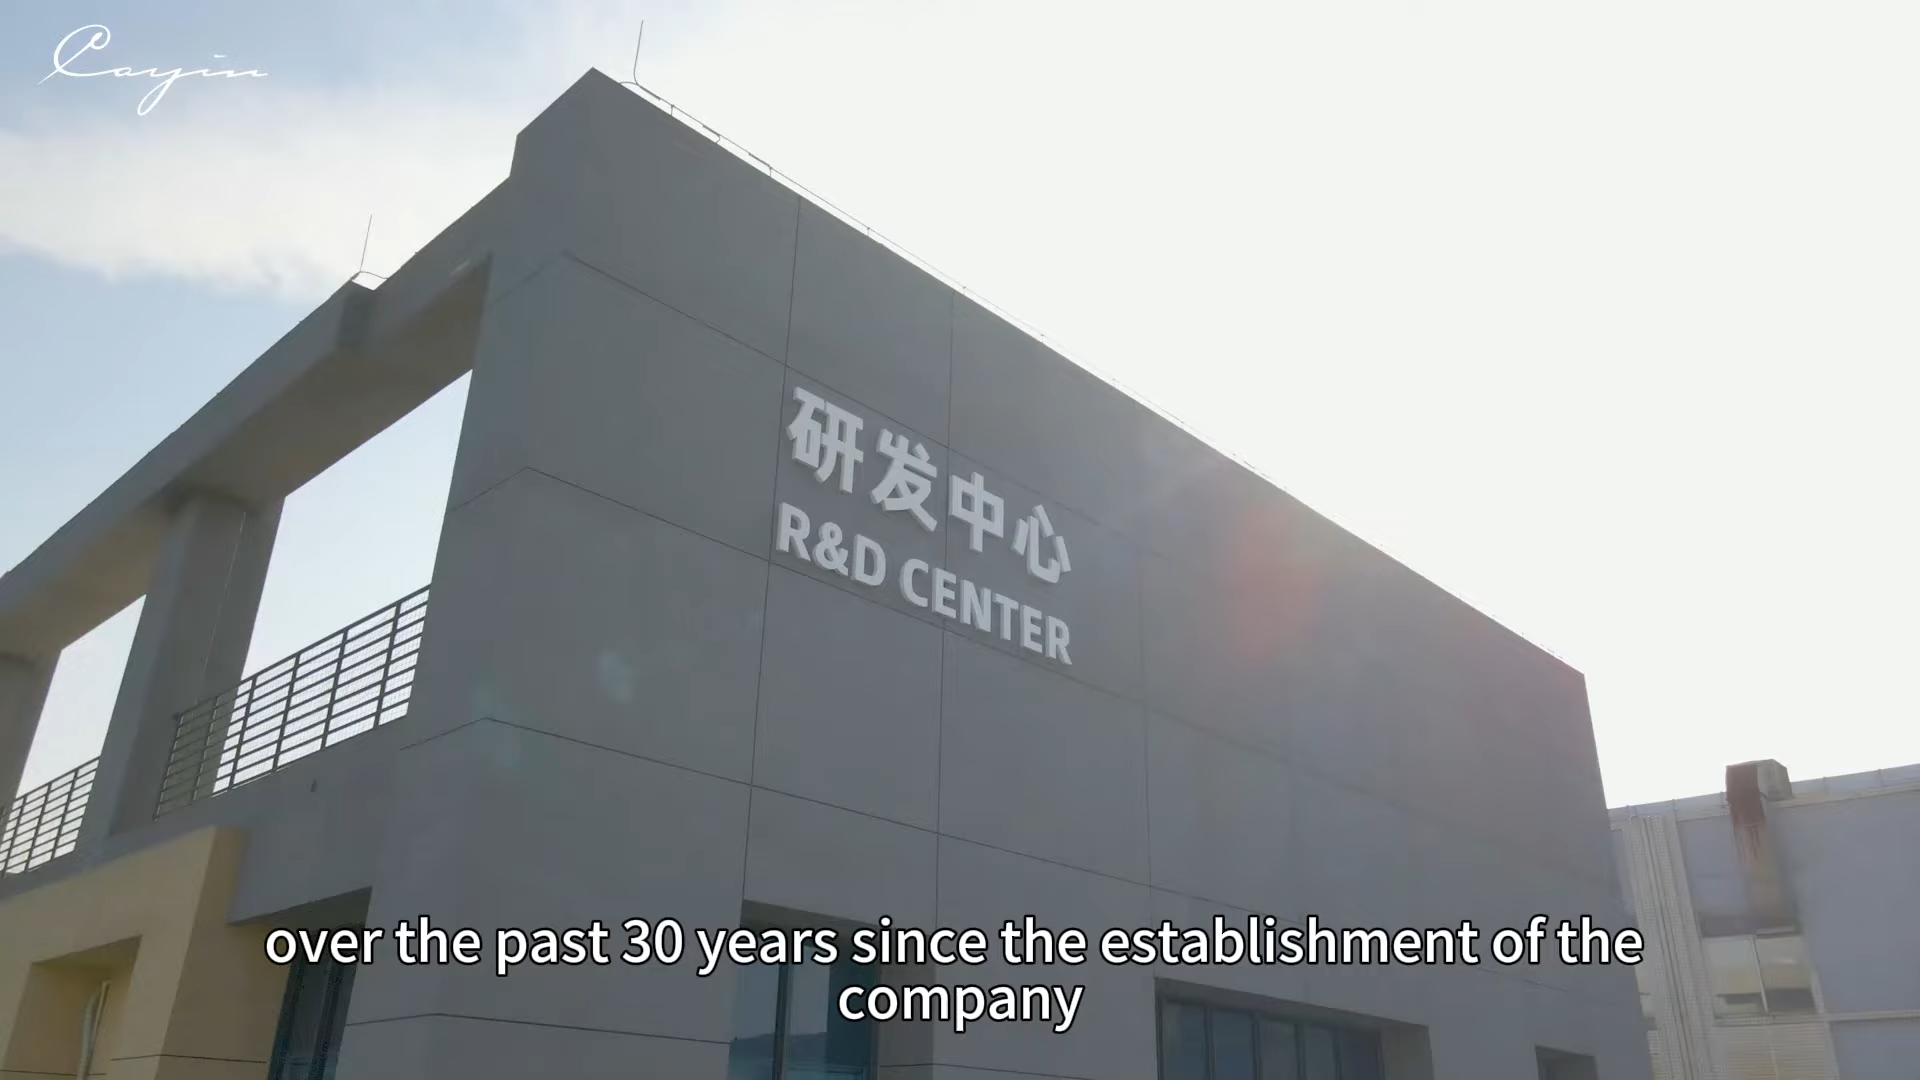 Cayin
研发中心
R&D CENTER
over the past 30 years since the establishment of the
company